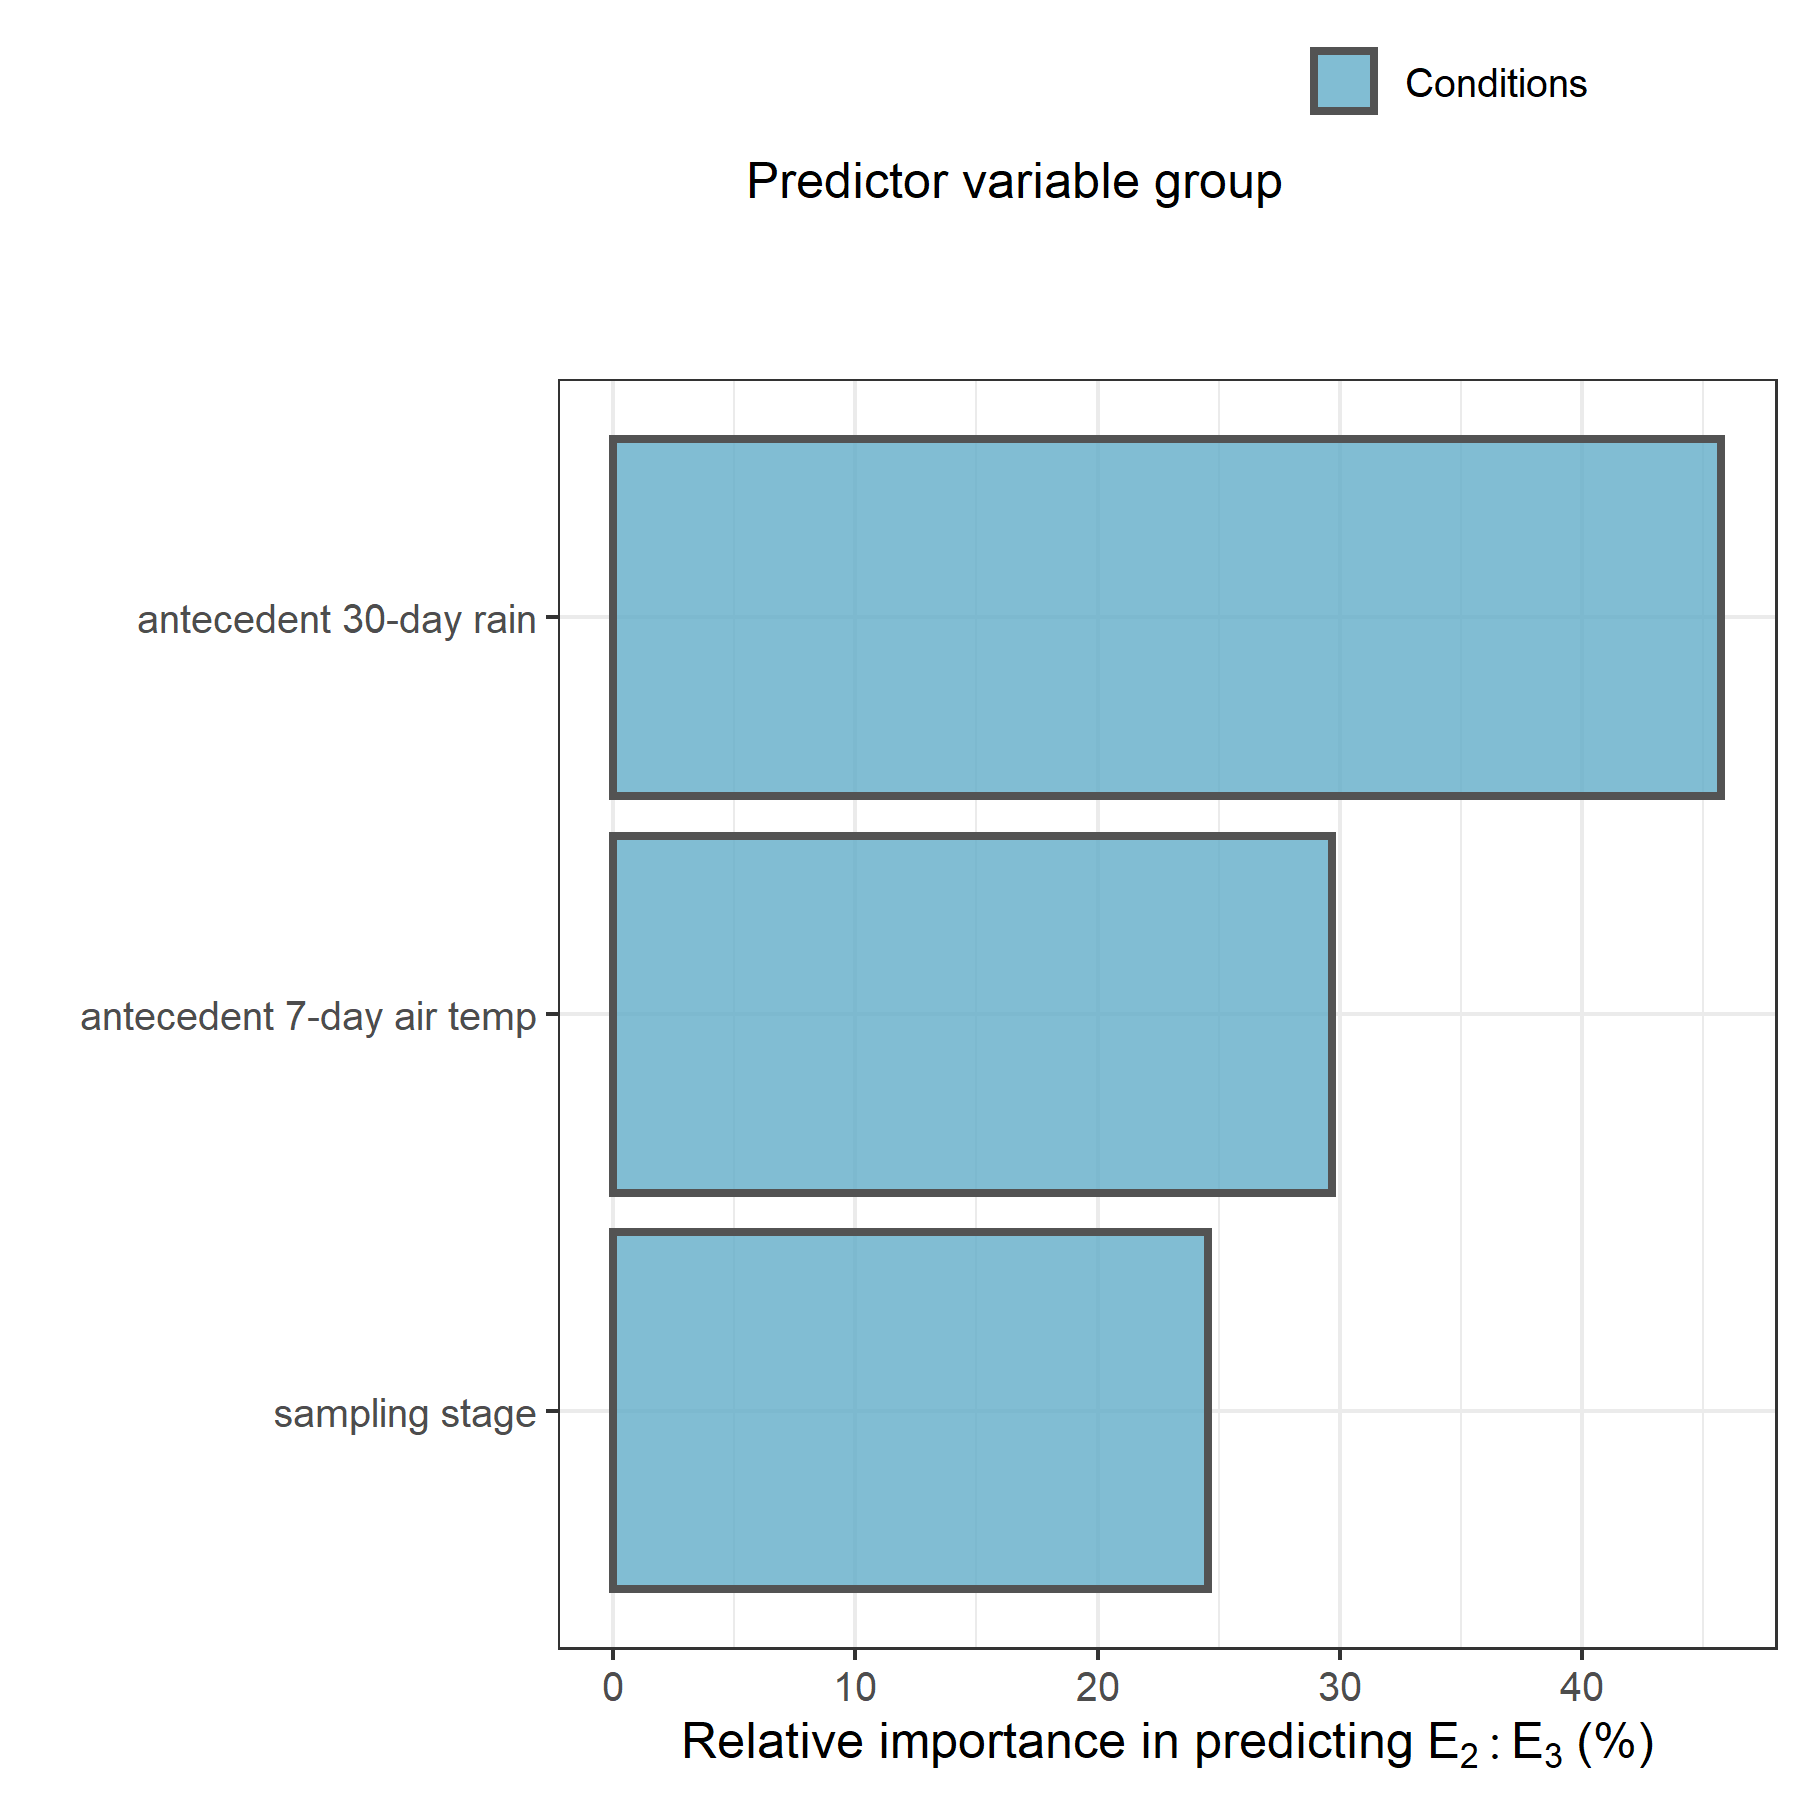 Conditions
Predictor variable group
antecedent 30-day rain
antecedent 7-day air temp
sampling stage
0 10 20 30 40
Relative importance in predicting E₂ : E₃ (%)